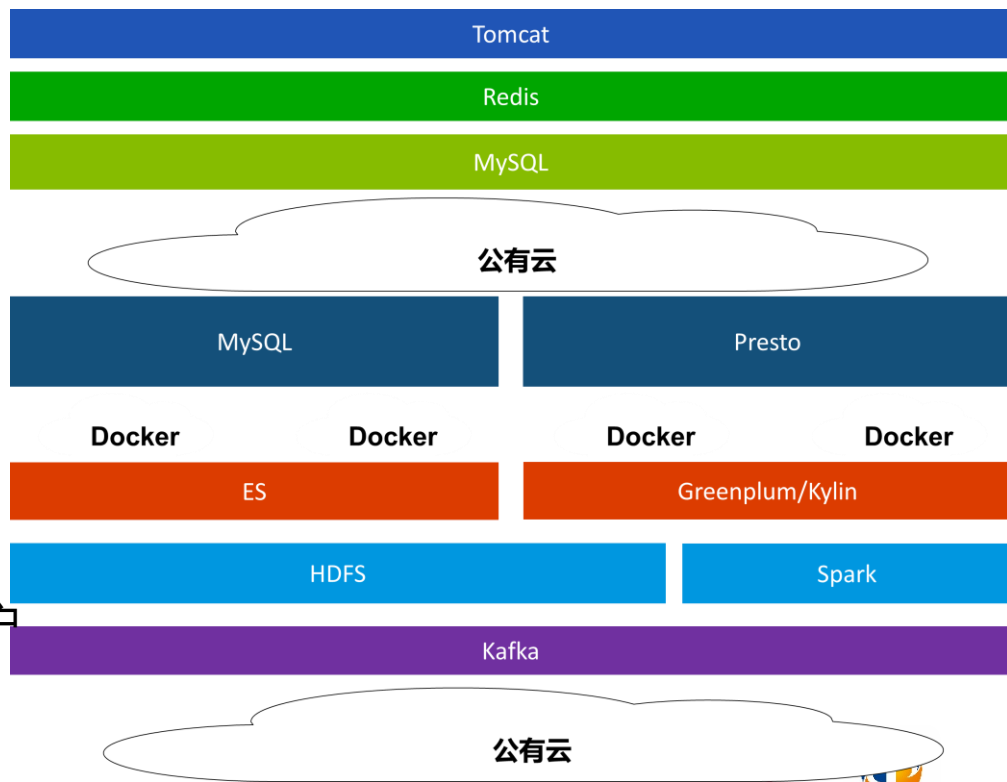 Tomcat
Redis
MySQL
公有云
MySQL Presto
Docker Docker Docker Docker
ES Greenplum/Kylin
HDFS Spark
Kafka
公有云